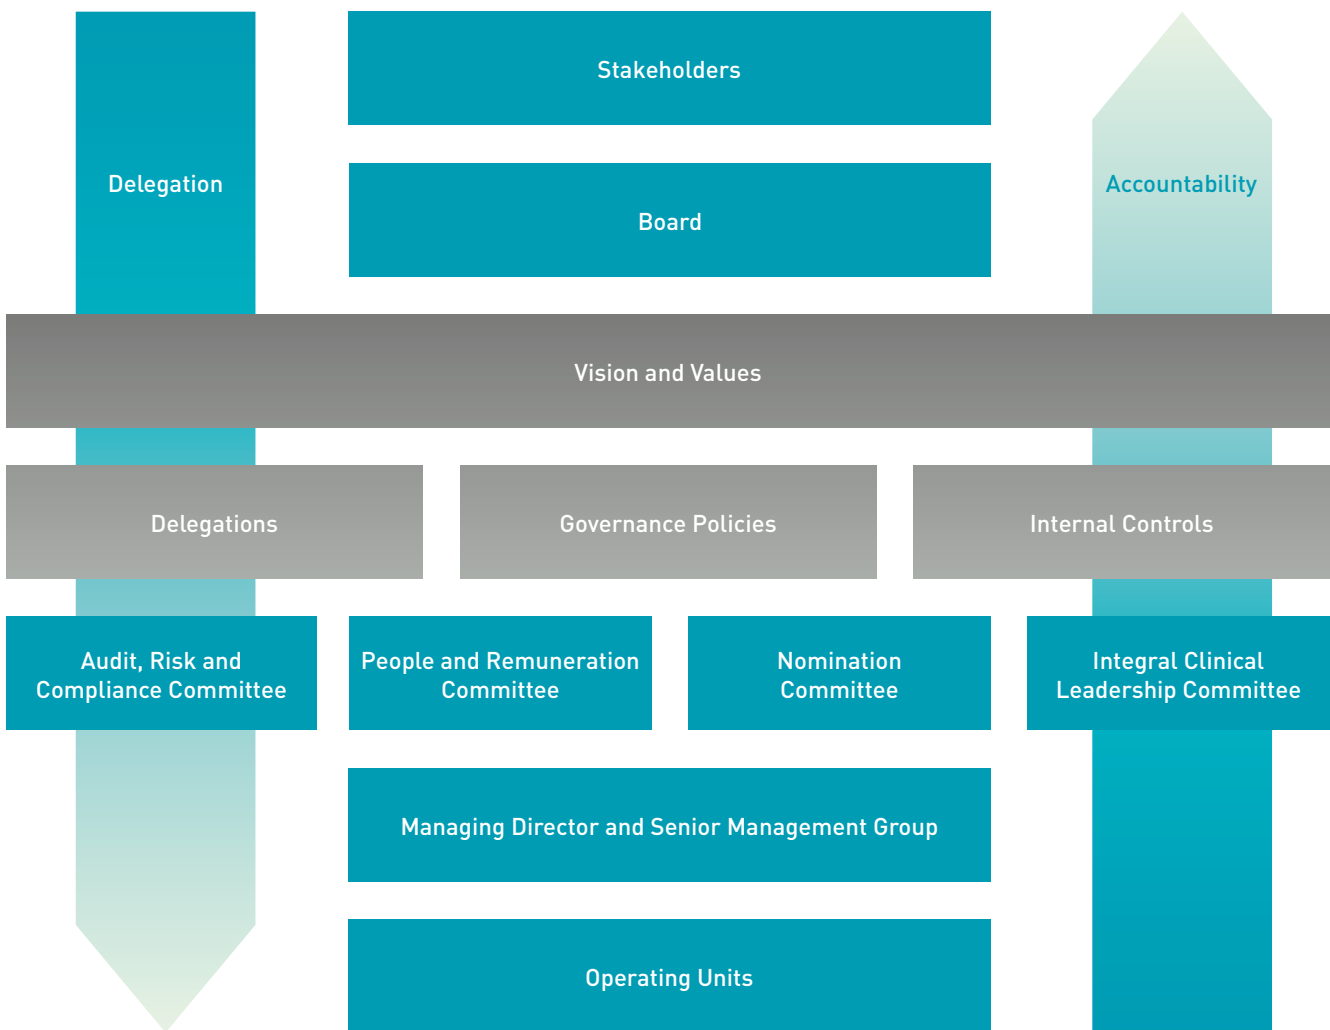 Stakeholders
Delegation
Accountability
Board
Vision and Values
Delegations
Governance Policies
Internal Controls
Audit, Risk and
Compliance Committee
People and Remuneration
Committee
Nomination
Committee
Integral Clinical
Leadership Committee
Managing Director and Senior Management Group
Operating Units